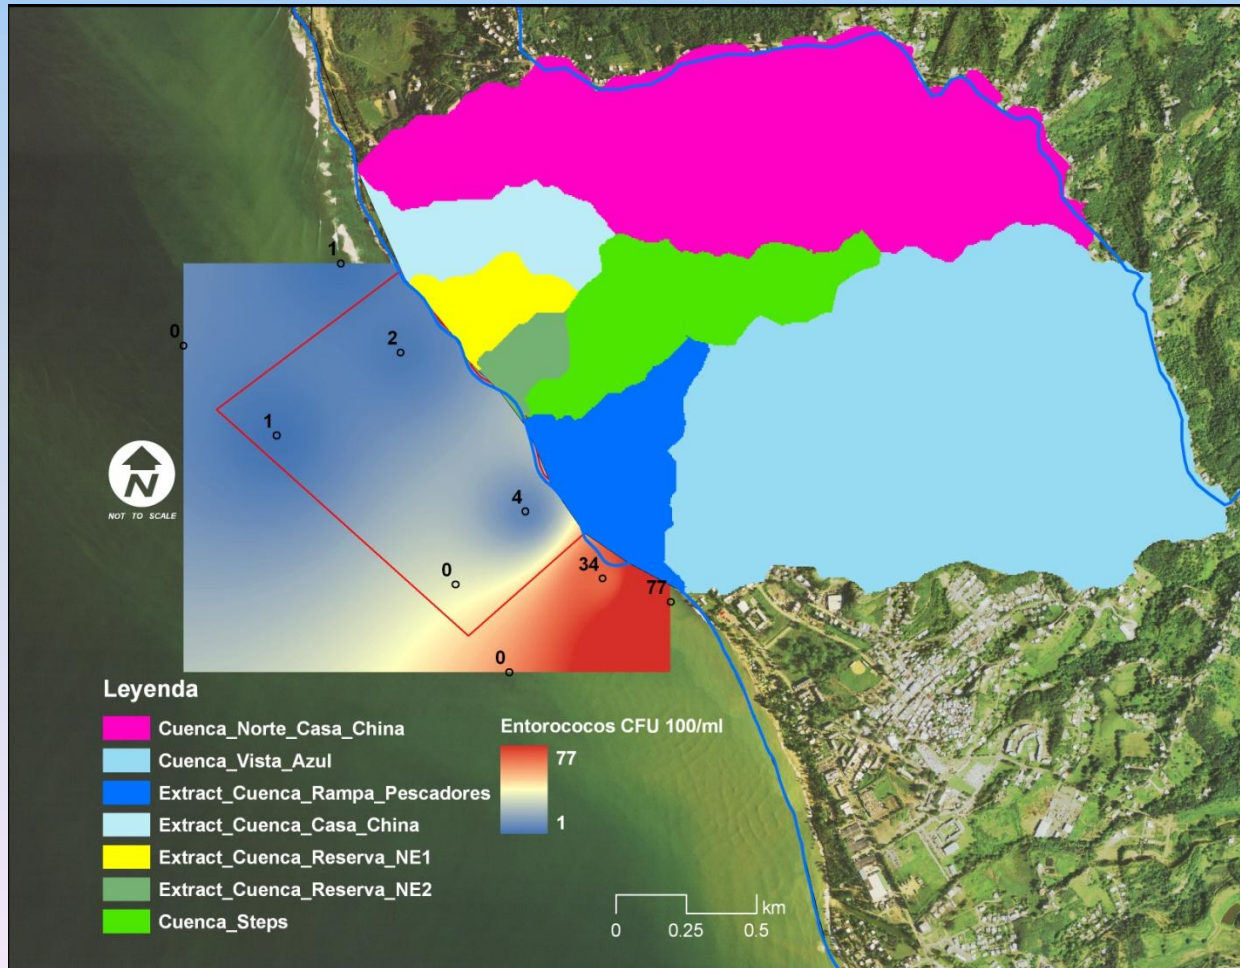 1
0
2
1
4
0
34
77
0
N
NOT TO SCALE
Leyenda
Cuenca_Norte_Casa_China
Cuenca_Vista_Azul
Extract_Cuenca_Rampa_Pescadores
Extract_Cuenca_Casa_China
Extract_Cuenca_Reserva_NE1
Extract_Cuenca_Reserva_NE2
Cuenca_Steps
Entorococos CFU 100/ml
77
1
km
0 0.25 0.5